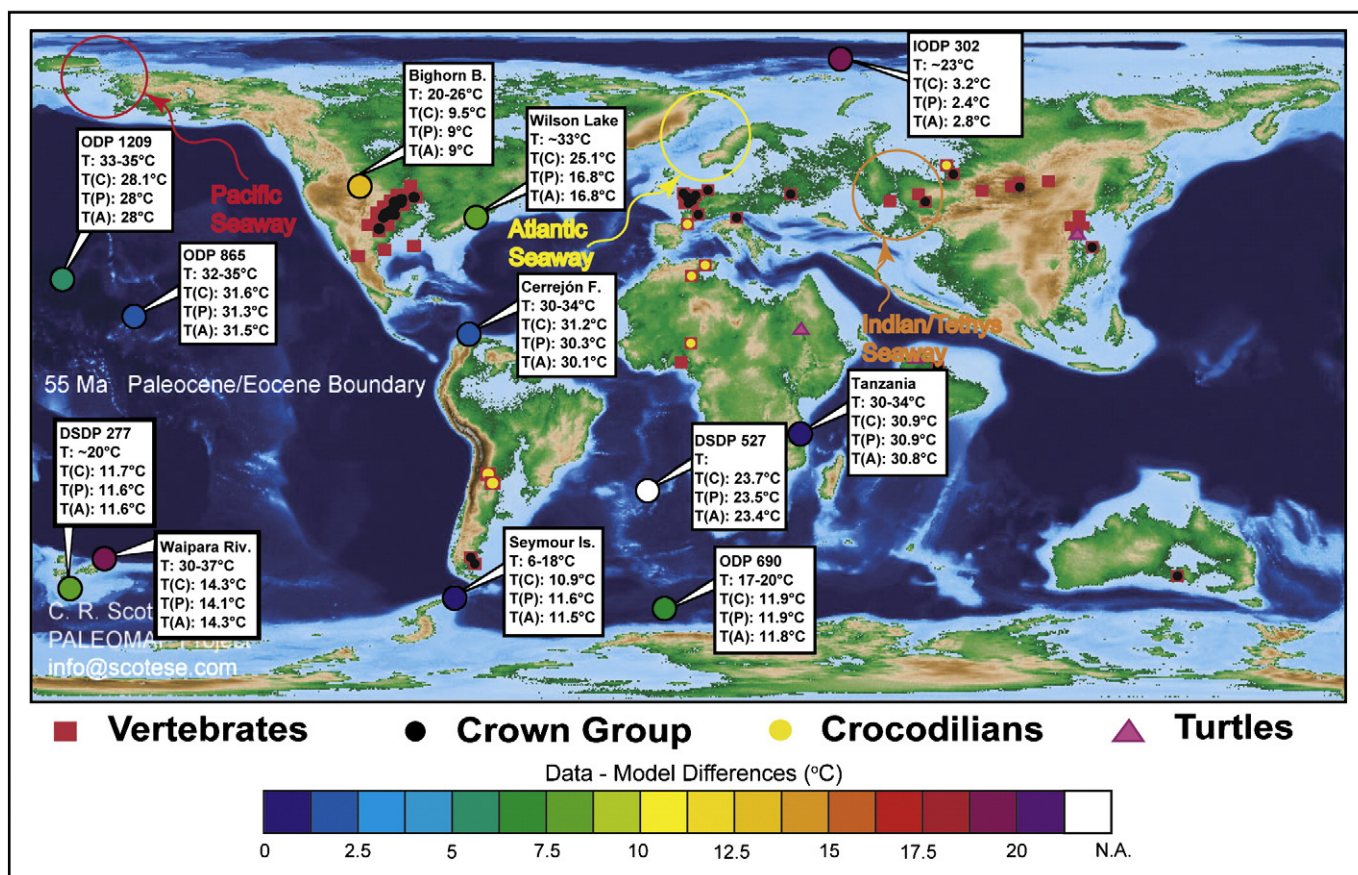 IODP 302
T: ~23°C
T(C): 3.2°C
T(P): 2.4°C
T(A): 2.8°C
Bighorn B.
T: 20-26°C
T(C): 9.5°C
T(P): 9°C
T(A): 9°C
Wilson Lake
T: ~33°C
T(C): 25.1°C
T(P): 16.8°C
T(A): 16.8°C
ODP 1209
T: 33-35°C
T(C): 28.1°C
T(P): 28°C
T(A): 28°C
Pacific
Seaway
Atlantic
Seaway
ODP 865
T: 32-35°C
T(C): 31.6°C
T(P): 31.3°C
T(A): 31.5°C
Cerrejón F.
T: 30-34°C
T(C): 31.2°C
T(P): 30.3°C
T(A): 30.1°C
Indian/Tethys
Seaway
55 Ma Paleocene/Eocene Boundary
Tanzania
T: 30-34°C
T(C): 30.9°C
T(P): 30.9°C
T(A): 30.8°C
DSDP 277
T: ~20°C
T(C): 11.7°C
T(P): 11.6°C
T(A): 11.6°C
DSDP 527
T:
T(C): 23.7°C
T(P): 23.5°C
T(A): 23.4°C
Waipara Riv.
T: 30-37°C
T(C): 14.3°C
T(P): 14.1°C
T(A): 14.3°C
Seymour Is.
T: 6-18°C
T(C): 10.9°C
T(P): 11.6°C
T(A): 11.5°C
ODP 690
T: 17-20°C
T(C): 11.9°C
T(P): 11.9°C
T(A): 11.8°C
C. R. Scot
PALEOMAP Project
info@scotese.com
Vertebrates Crown Group Crocodilians Turtles
Data - Model Differences (°C)
0 2.5 5 7.5 10 12.5 15 17.5 20 N.A.